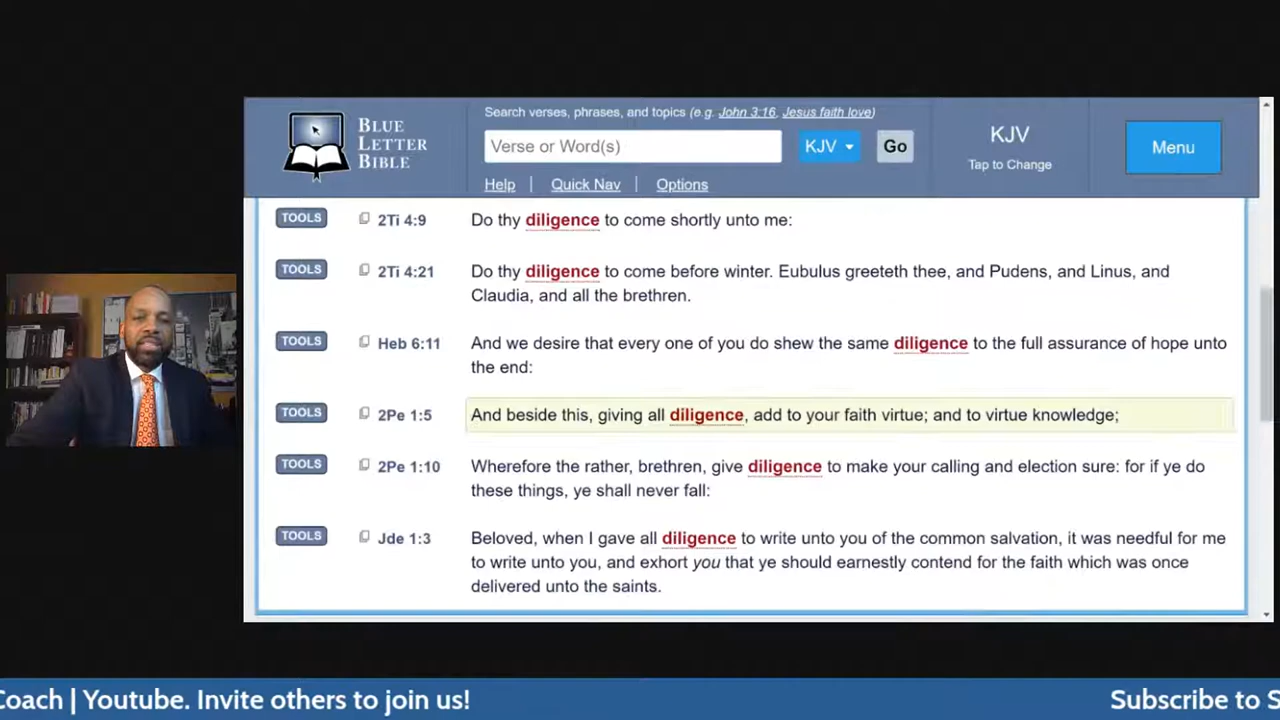 Search verses, phrases, and topics (e.g. John 3:16, Jesus faith love)
BLUE
LETTER
BIBLE
Verse or Word(s)
KJV
Go
KJV
Tap to Change
Menu
Help | Quick Nav | Options
TOOLS 2Ti 4:9 Do thy diligence to come shortly unto me:
TOOLS 2Ti 4:21 Do thy diligence to come before winter. Eubulus greeteth thee, and Pudens, and Linus, and
Claudia, and all the brethren.
TOOLS Heb 6:11 And we desire that every one of you do shew the same diligence to the full assurance of hope unto
the end:
TOOLS 2Pe 1:5 And beside this, giving all diligence, add to your faith virtue; and to virtue knowledge;
TOOLS 2Pe 1:10 Wherefore the rather, brethren, give diligence to make your calling and election sure: for if ye do
these things, ye shall never fall:
TOOLS Jde 1:3 Beloved, when I gave all diligence to write unto you of the common salvation, it was needful for me
to write unto you, and exhort you that ye should earnestly contend for the faith which was once
delivered unto the saints.
Coach | Youtube. Invite others to join us! Subscribe to S